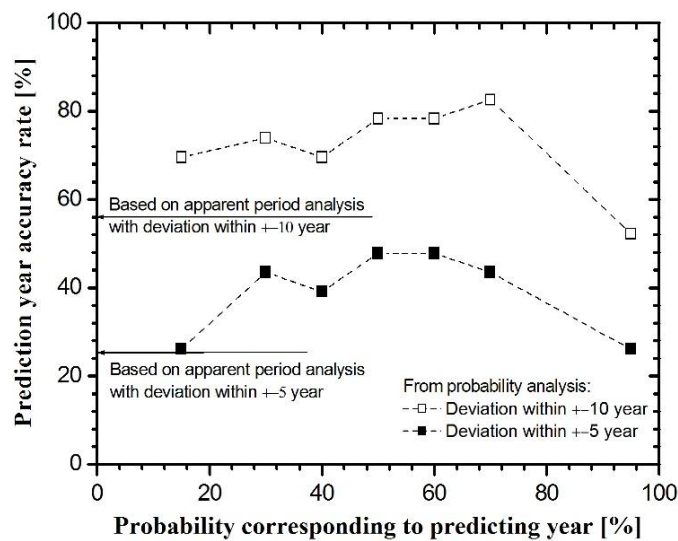 Prediction year accuracy rate [%]
100
80
60
40
20
0
Based on apparent period analysis
with deviation within +−10 year
Based on apparent period analysis
with deviation within +−5 year
From probability analysis:
Deviation within +−10 year
Deviation within +−5 year
0 20 40 60 80 100
Probability corresponding to predicting year [%]